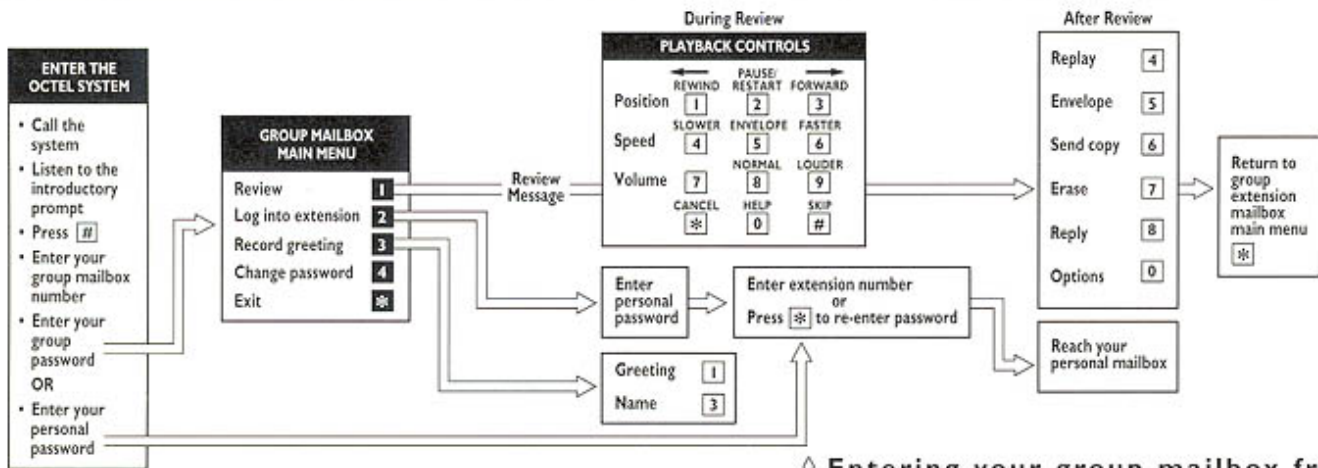 ENTER THE
OCTEL SYSTEM
• Call the
system
• Listen to the
introductory
prompt
• Press #
• Enter your
group mailbox
number
• Enter your
group
password
OR
• Enter your
personal
password
GROUP MAILBOX
MAIN MENU
Review 1
Log into extension 2
Record greeting 3
Change password 4
Exit *
Review
Message
During Review
PLAYBACK CONTROLS
PAUSE/
REWIND RESTART FORWARD
Position 1 2 3
SLOWER ENVELOPE FASTER
Speed 4 5 6
NORMAL LOUDER
Volume 7 8 9
CANCEL HELP SKIP
* 0 #
Enter
personal
password
Enter extension number
or
Press * to re-enter password
Greeting 1
Name 3
After Review
Replay 4
Envelope 5
Send copy 6
Erase 7
Reply 8
Options 0
Return to
group
extension
mailbox
main menu
*
Reach your
personal mailbox
Entering your group mailbox fr